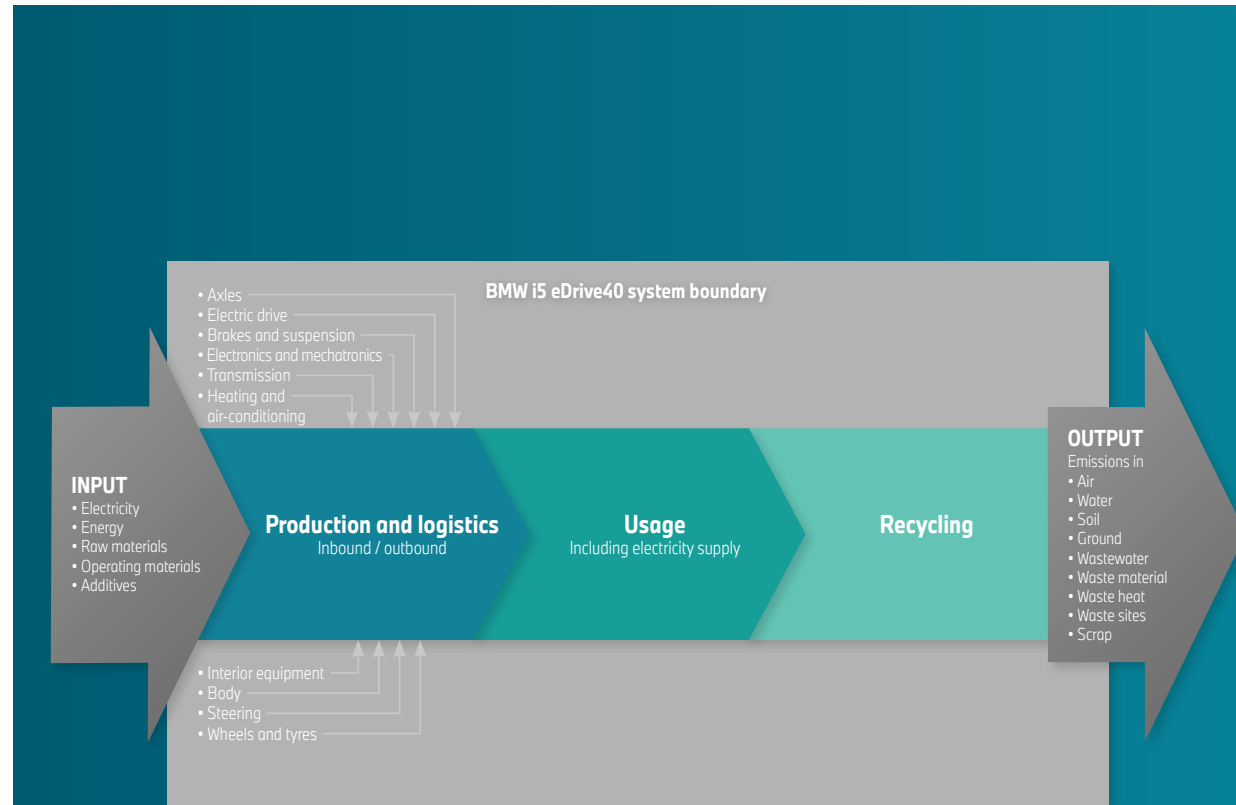 BMW i5 eDrive40 system boundary
• Axles
• Electric drive
• Brakes and suspension
• Electronics and mechatronics
• Transmission
• Heating and
air-conditioning
INPUT
• Electricity
• Energy
• Raw materials
• Operating materials
• Additives
Production and logistics
Inbound / outbound
Usage
Including electricity supply
Recycling
OUTPUT
Emissions in
• Air
• Water
• Soil
• Ground
• Wastewater
• Waste material
• Waste heat
• Waste sites
• Scrap
• Interior equipment
• Body
• Steering
• Wheels and tyres